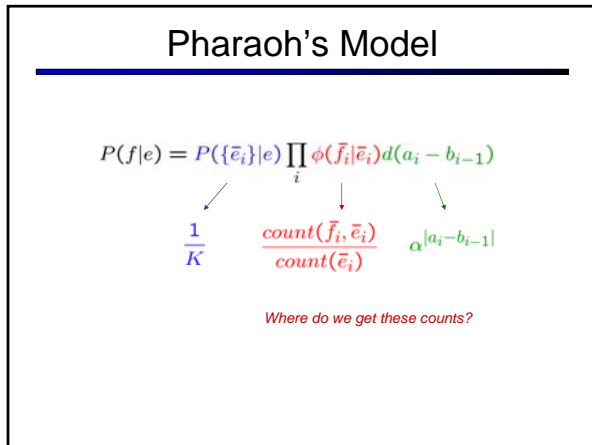 Pharaoh's Model
P(f|e) = P({ē_i}|e) ∏_i ϕ(f̄_i|ē_i) d(a_i − b_{i−1})
1/K count(f̄_i, ē_i)/count(ē_i) α^{|a_i−b_{i−1}|}
Where do we get these counts?